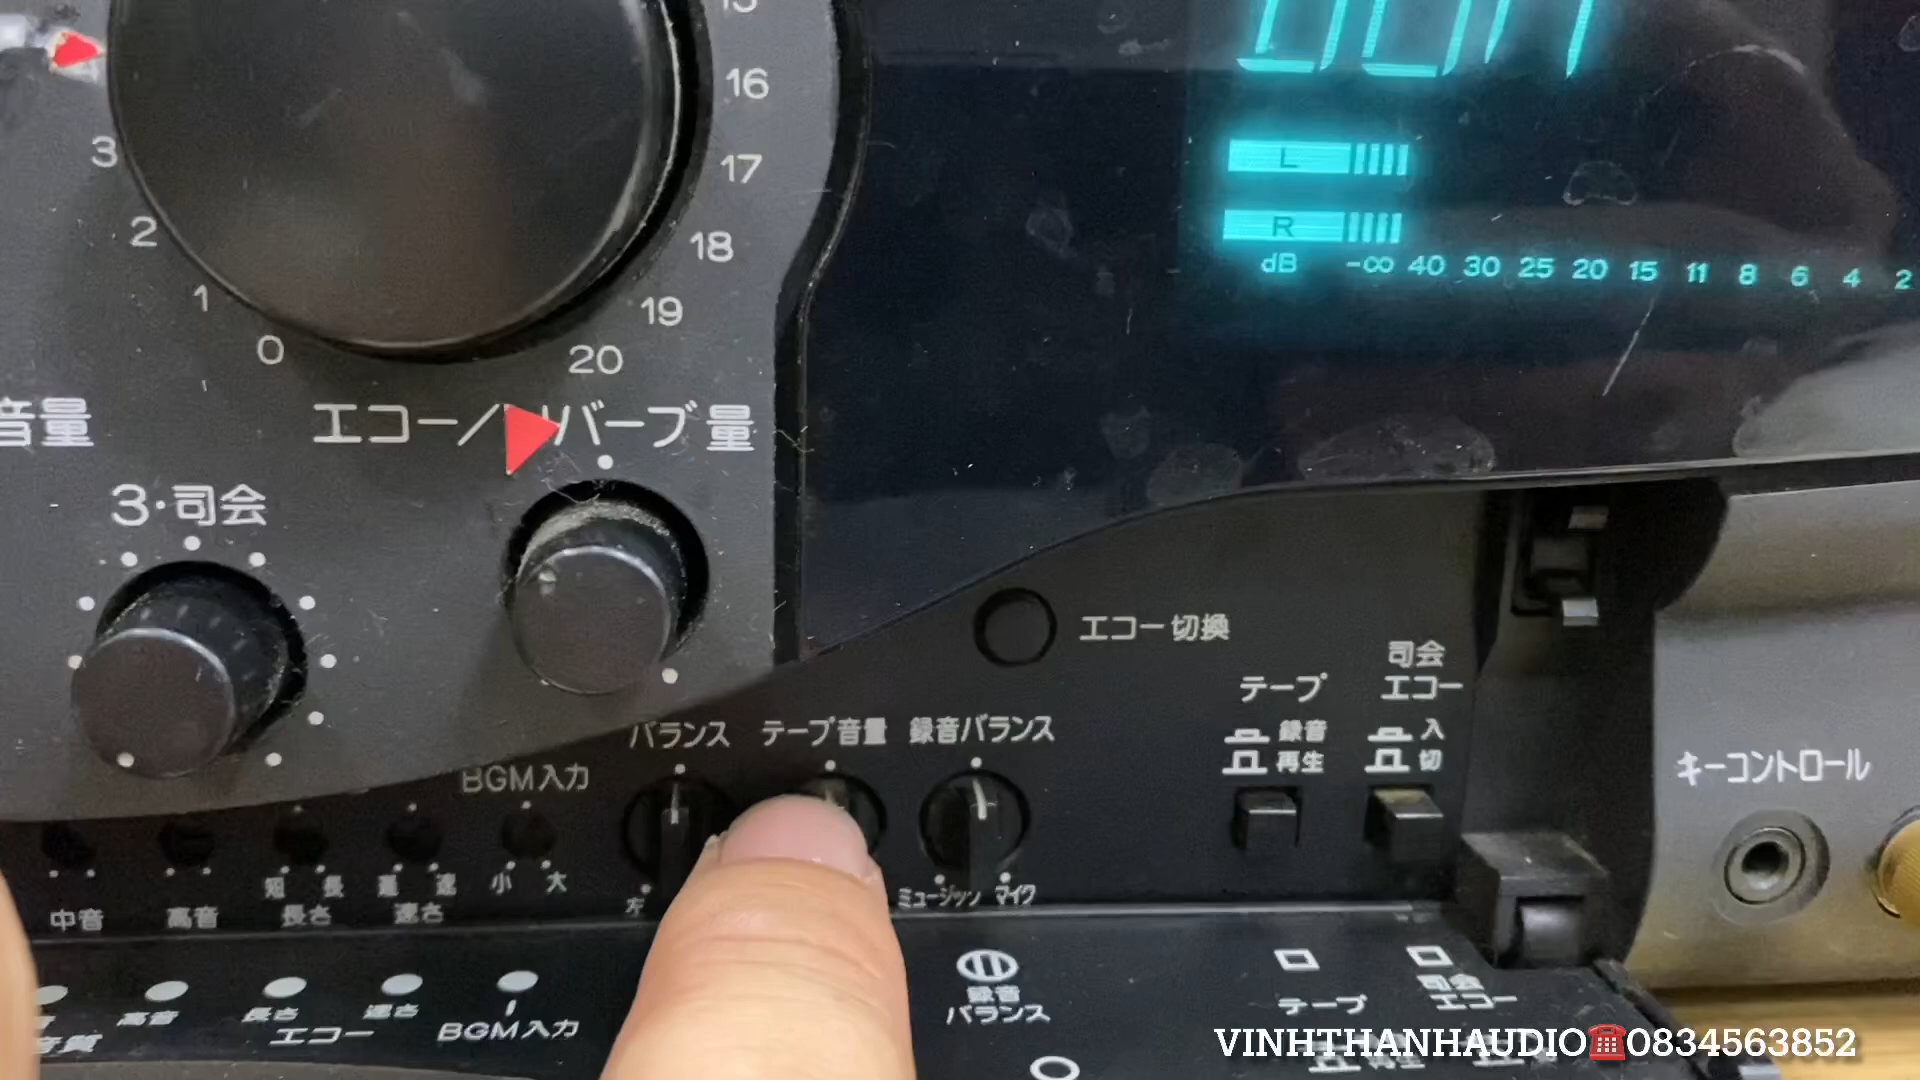 15
16
17
18
19
20
3
2
1
0
L
R
dB -∞ 40 30 25 20 15 11 8 6 4 2
音量
エコー/リバーブ量
3・司会
エコー切換
テープ
録音
再生
司会
エコー
入
切
バランス
テープ音量
録音バランス
BGM入力
キーコントロール
短 長
長さ
遅 速
速さ
小 大
左
ミュージック マイク
中音
高音
高音
長さ
速さ
エコー
BGM入力
音質
録音
バランス
テープ
司会
エコー
再生
VINHTHANHAUDIO☎️0834563852